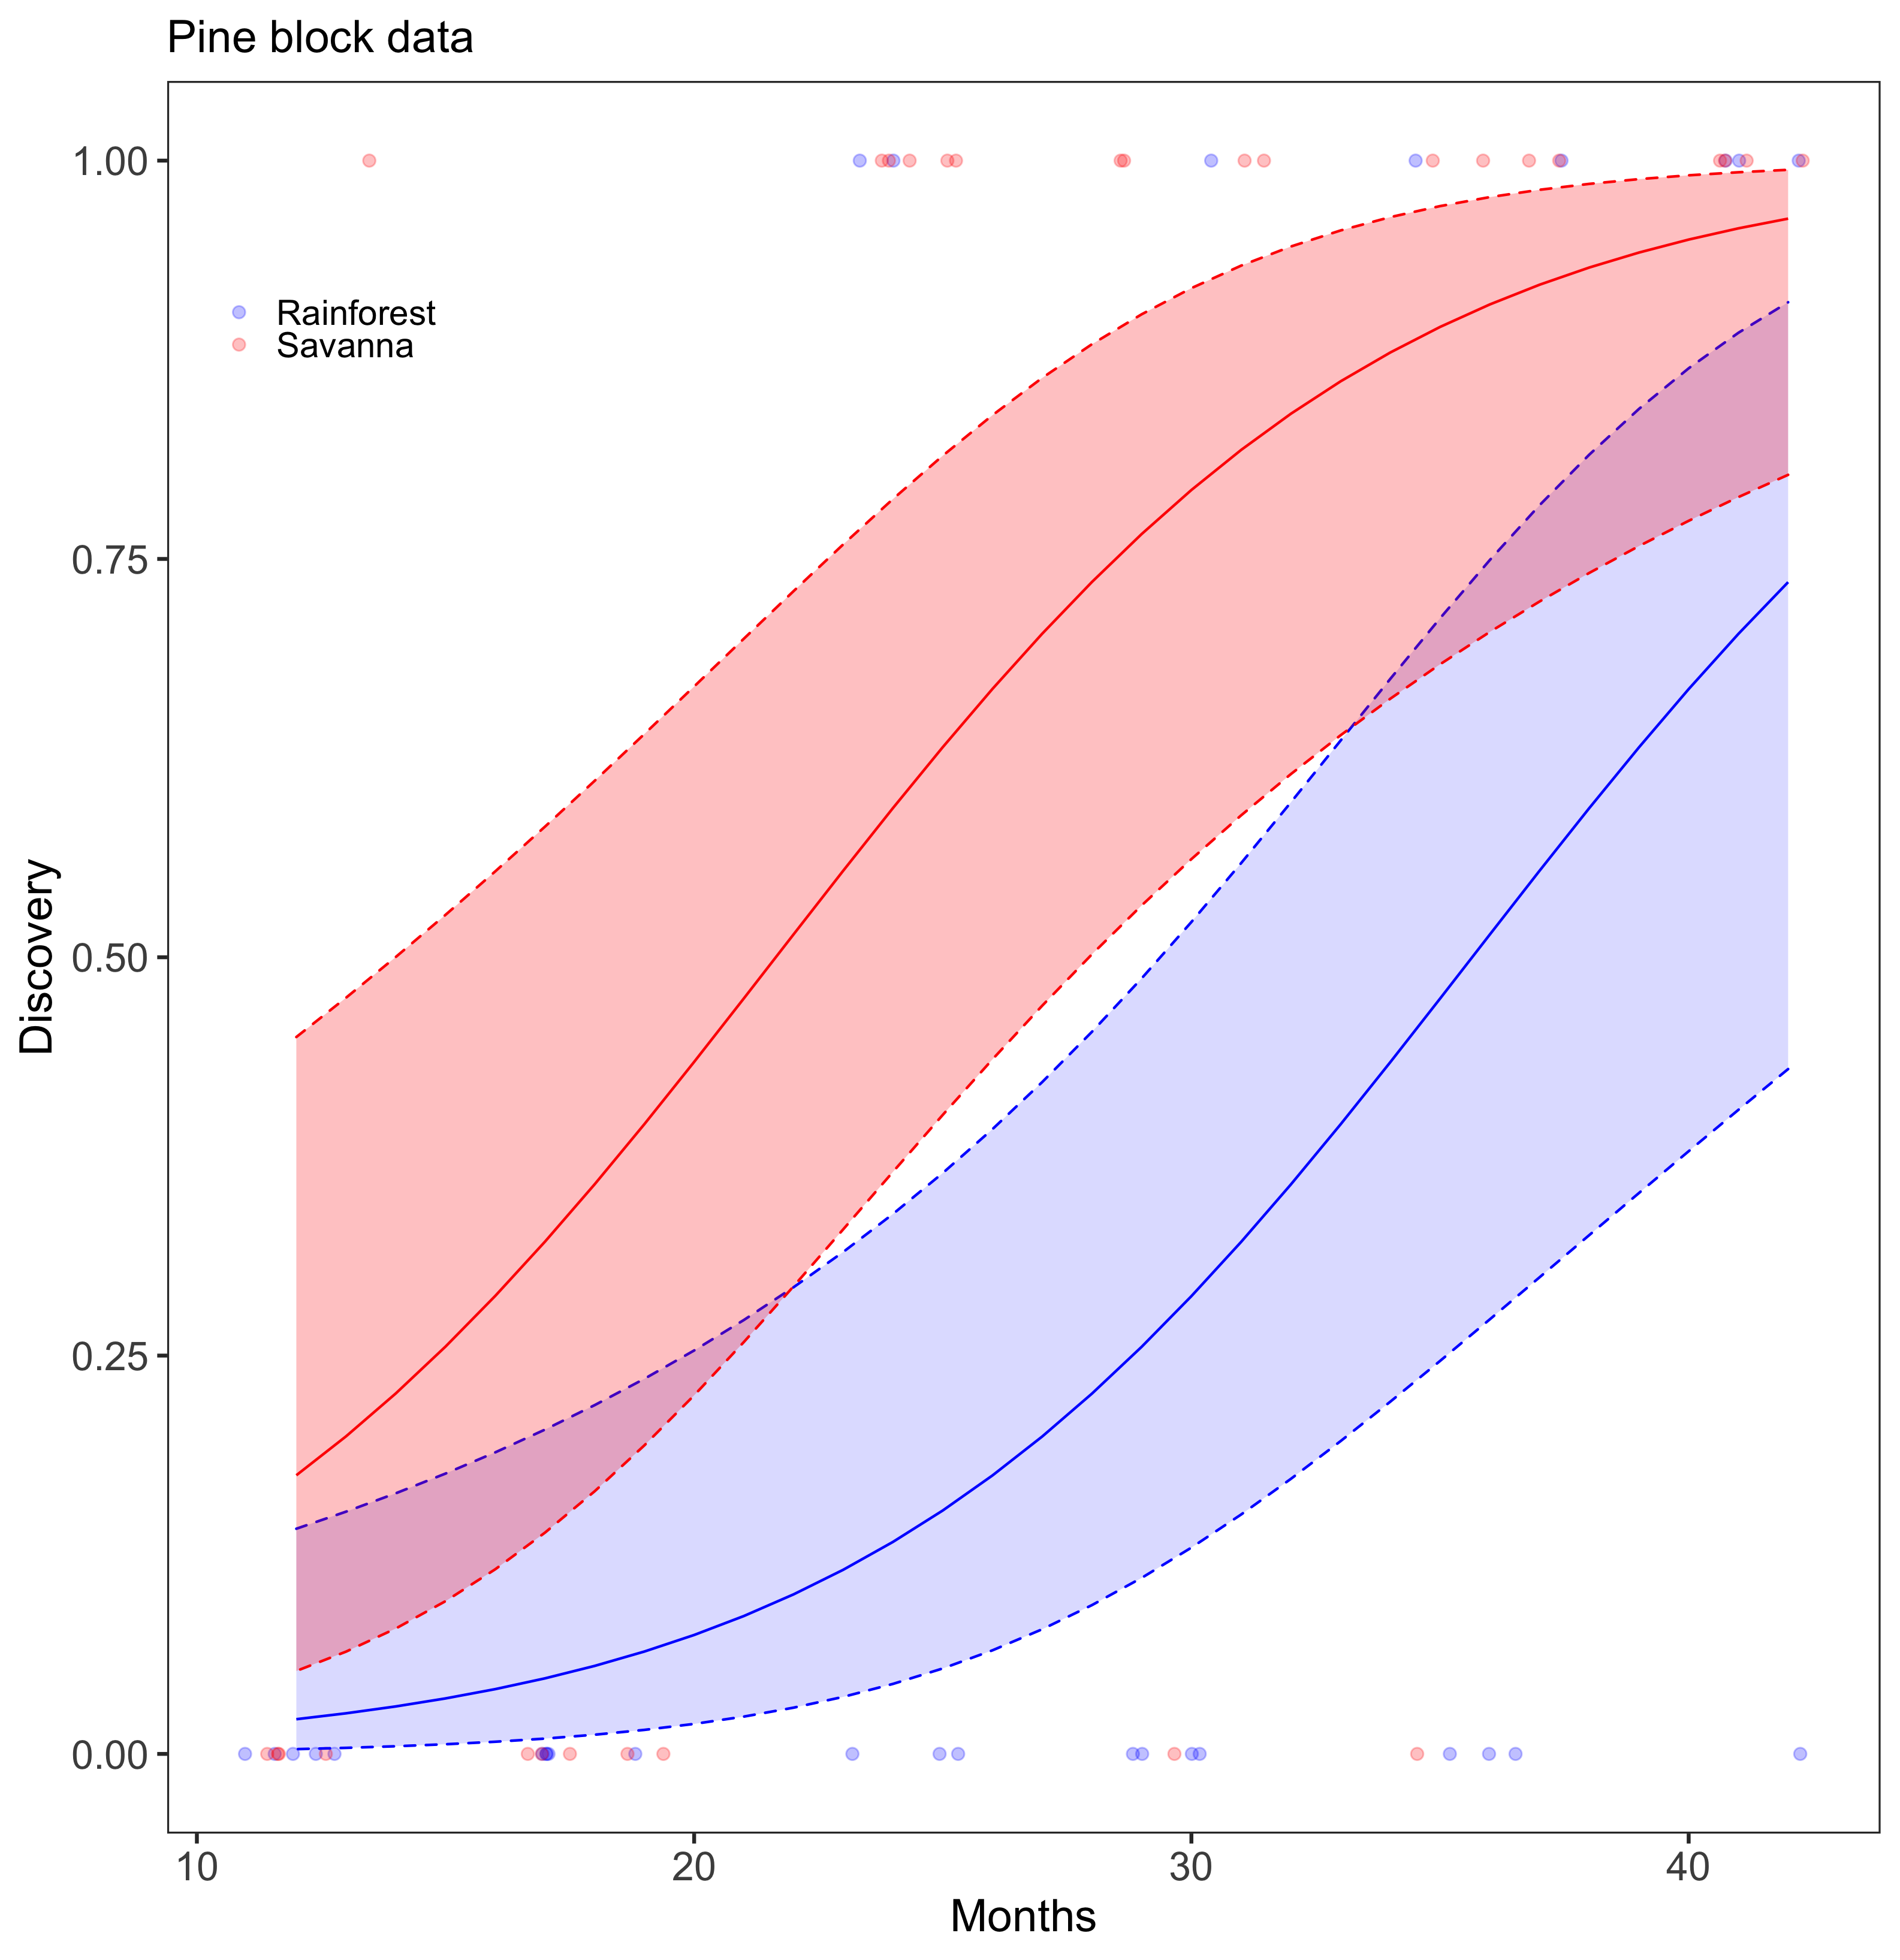 Pine block data
1.00
Rainforest
Savanna
0.75
Discovery
0.50
0.25
0.00
10 20 30 40
Months